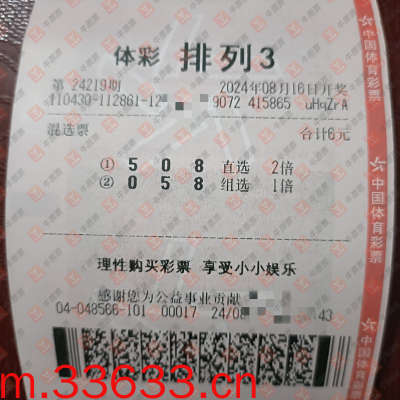 体彩 排列3
第 24219期 2024年08月16日开奖
110430-112861-12 9072 415865 uHqZrA
混选票 合计6元
① 5 0 8 直选 2倍
② 0 5 8 组选 1倍
理性购买彩票 享受小小娱乐
感谢您为公益事业贡献
04-048566-101 00017 24/08 43
m.33633.cn
中国体育彩票
中国体育彩票